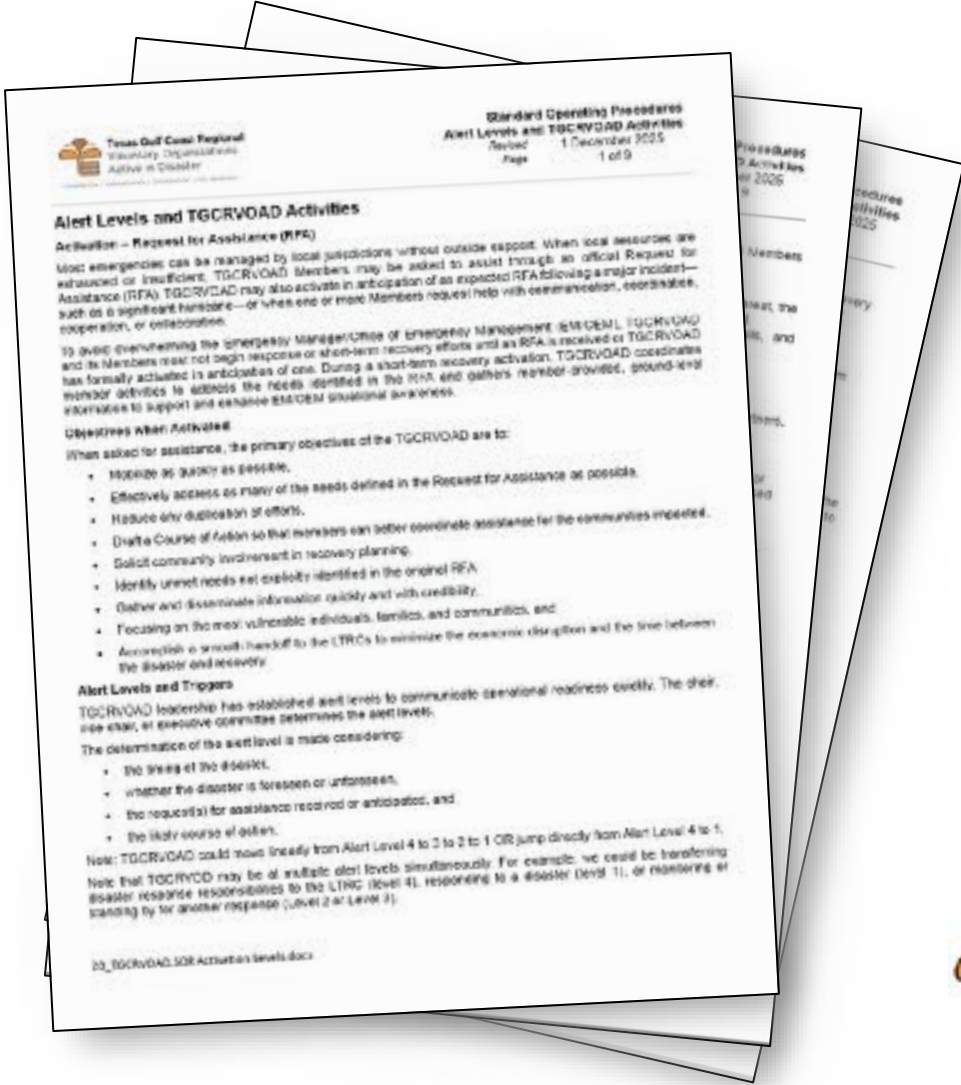 Texas Gulf Coast Regional
Voluntary Organizations
Active in Disaster
Standard Operating Procedures
Alert Levels and TGCRVOAD Activities
Revised 1 December 2025
Page 1 of 9
Alert Levels and TGCRVOAD Activities
Activation – Request for Assistance (RFA)
Most emergencies can be managed by local jurisdictions without outside support. When local resources are
exhausted or insufficient, TGCRVOAD Members may be asked to assist through an official Request for
Assistance (RFA). TGCRVOAD may also activate in anticipation of an expected RFA following a major incident—
such as a significant hurricane—or when one or more Members request help with communication, coordination,
cooperation, or collaboration.
To avoid overwhelming the Emergency Manager/Office of Emergency Management (EM/OEM), TGCRVOAD
and its Members must not begin response or short-term recovery efforts until an RFA is received or TGCRVOAD
has formally activated in anticipation of one. During a short-term recovery activation, TGCRVOAD coordinates
member activities to address the needs identified in the RFA and gathers member-provided, ground-level
information to support and enhance EM/OEM situational awareness.
Objectives When Activated
When asked for assistance, the primary objectives of the TGCRVOAD are to:
• Mobilize as quickly as possible,
• Effectively address as many of the needs defined in the Request for Assistance as possible,
• Reduce any duplication of efforts,
• Draft a Course of Action so that members can better coordinate assistance for the communities impacted,
• Solicit community involvement in recovery planning,
• Identify unmet needs not explicitly identified in the original RFA
• Gather and disseminate information quickly and with credibility,
• Focusing on the most vulnerable individuals, families, and communities, and
• Accomplish a smooth handoff to the LTRCs to minimize the economic disruption and the time between
the disaster and recovery.
Alert Levels and Triggers
TGCRVOAD leadership has established alert levels to communicate operational readiness quickly. The chair,
vice chair, or executive committee determines the alert levels.
The determination of the alert level is made considering:
• the timing of the disaster,
• whether the disaster is foreseen or unforeseen,
• the request(s) for assistance received or anticipated, and
• the likely course of action.
Note: TGCRVOAD could move linearly from Alert Level 4 to 3 to 2 to 1 OR jump directly from Alert Level 4 to 1.
Note that TGCRVOD may be at multiple alert levels simultaneously. For example, we could be transferring
disaster response responsibilities to the LTRG (level 4), responding to a disaster (level 1), or monitoring or
standing by for another response (Level 2 or Level 3).
20_TGCRVOAD SOP Activation Levels.docx
Members
and